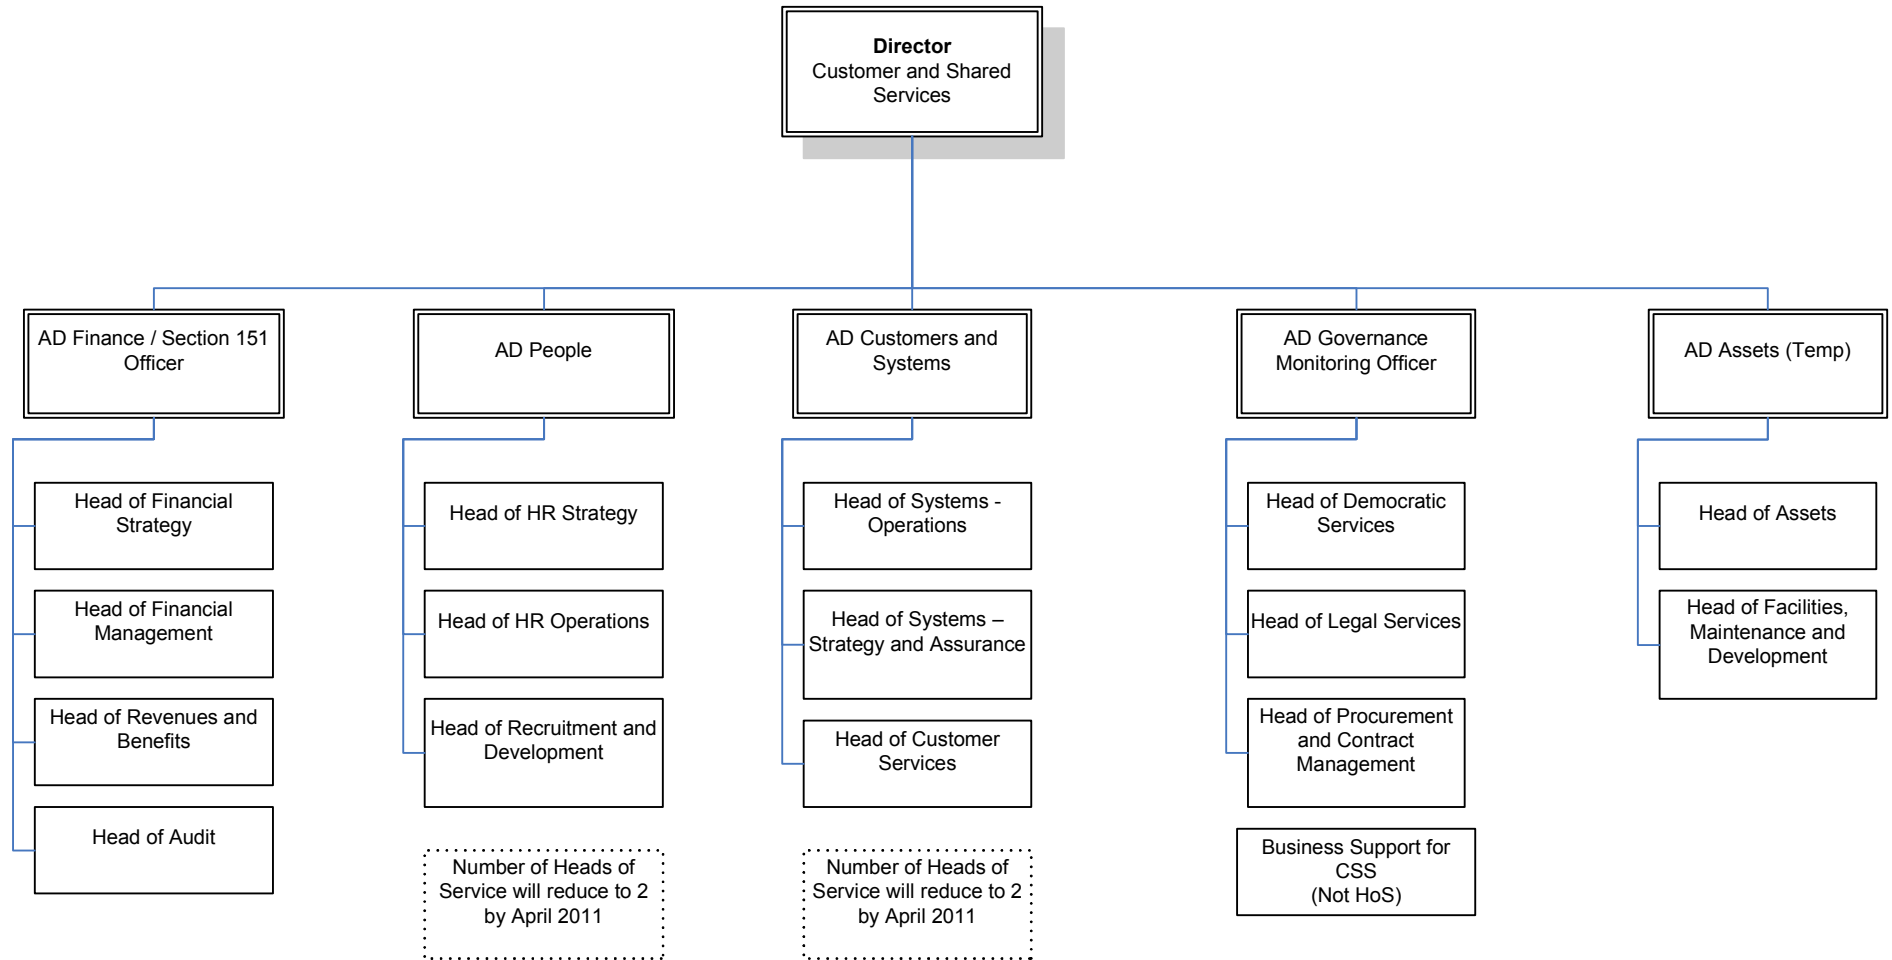 Director
Customer and Shared
Services
AD Finance / Section 151
Officer
AD People
AD Customers and
Systems
AD Governance
Monitoring Officer
AD Assets (Temp)
Head of Financial
Strategy
Head of Financial
Management
Head of Revenues and
Benefits
Head of Audit
Head of HR Strategy
Head of HR Operations
Head of Recruitment and
Development
Number of Heads of
Service will reduce to 2
by April 2011
Head of Systems -
Operations
Head of Systems –
Strategy and Assurance
Head of Customer
Services
Number of Heads of
Service will reduce to 2
by April 2011
Head of Democratic
Services
Head of Legal Services
Head of Procurement
and Contract
Management
Business Support for
CSS
(Not HoS)
Head of Assets
Head of Facilities,
Maintenance and
Development